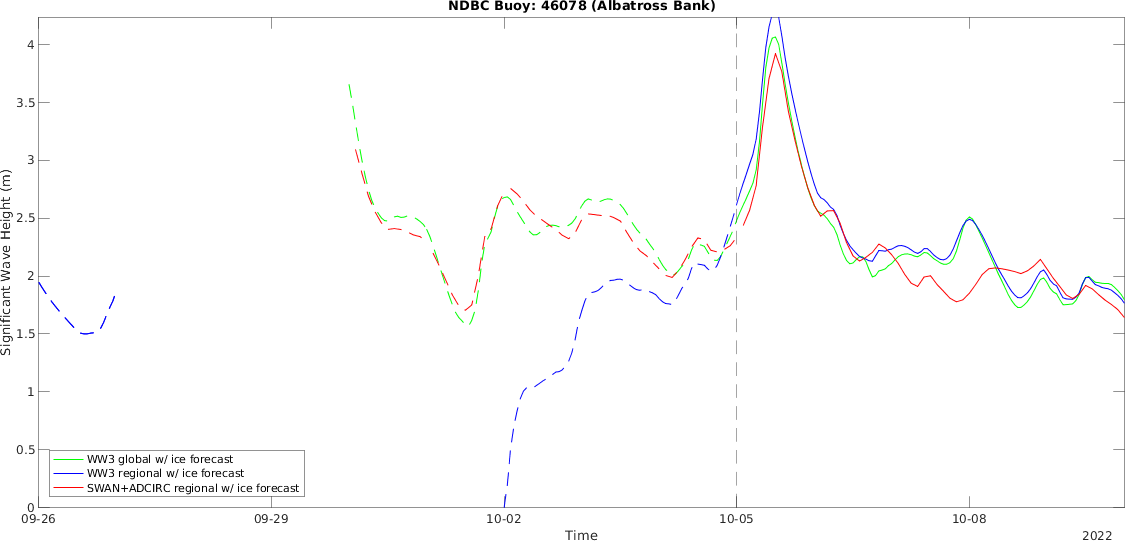 NDBC Buoy: 46078 (Albatross Bank)
Significant Wave Height (m)
4
3.5
3
2.5
2
1.5
1
0.5
0
WW3 global w/ ice forecast
WW3 regional w/ ice forecast
SWAN+ADCIRC regional w/ ice forecast
09-26
09-29
10-02
10-05
10-08
Time
2022